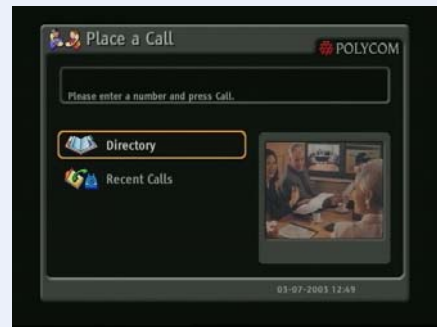 Place a Call
POLYCOM
Please enter a number and press Call.
Directory
Recent Calls
03-07-2003 12:49